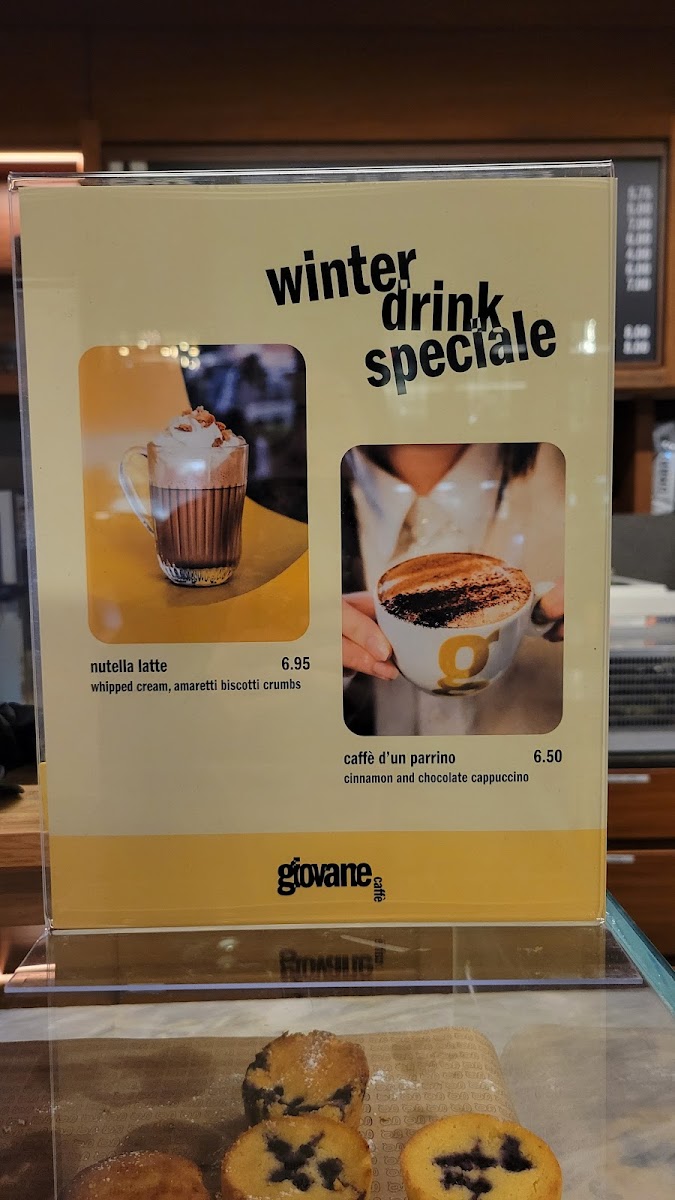 winter
drink
speciale
nutella latte 6.95
whipped cream, amaretti biscotti crumbs
g
caffè d'un parrino 6.50
cinnamon and chocolate cappuccino
giovane
caffè